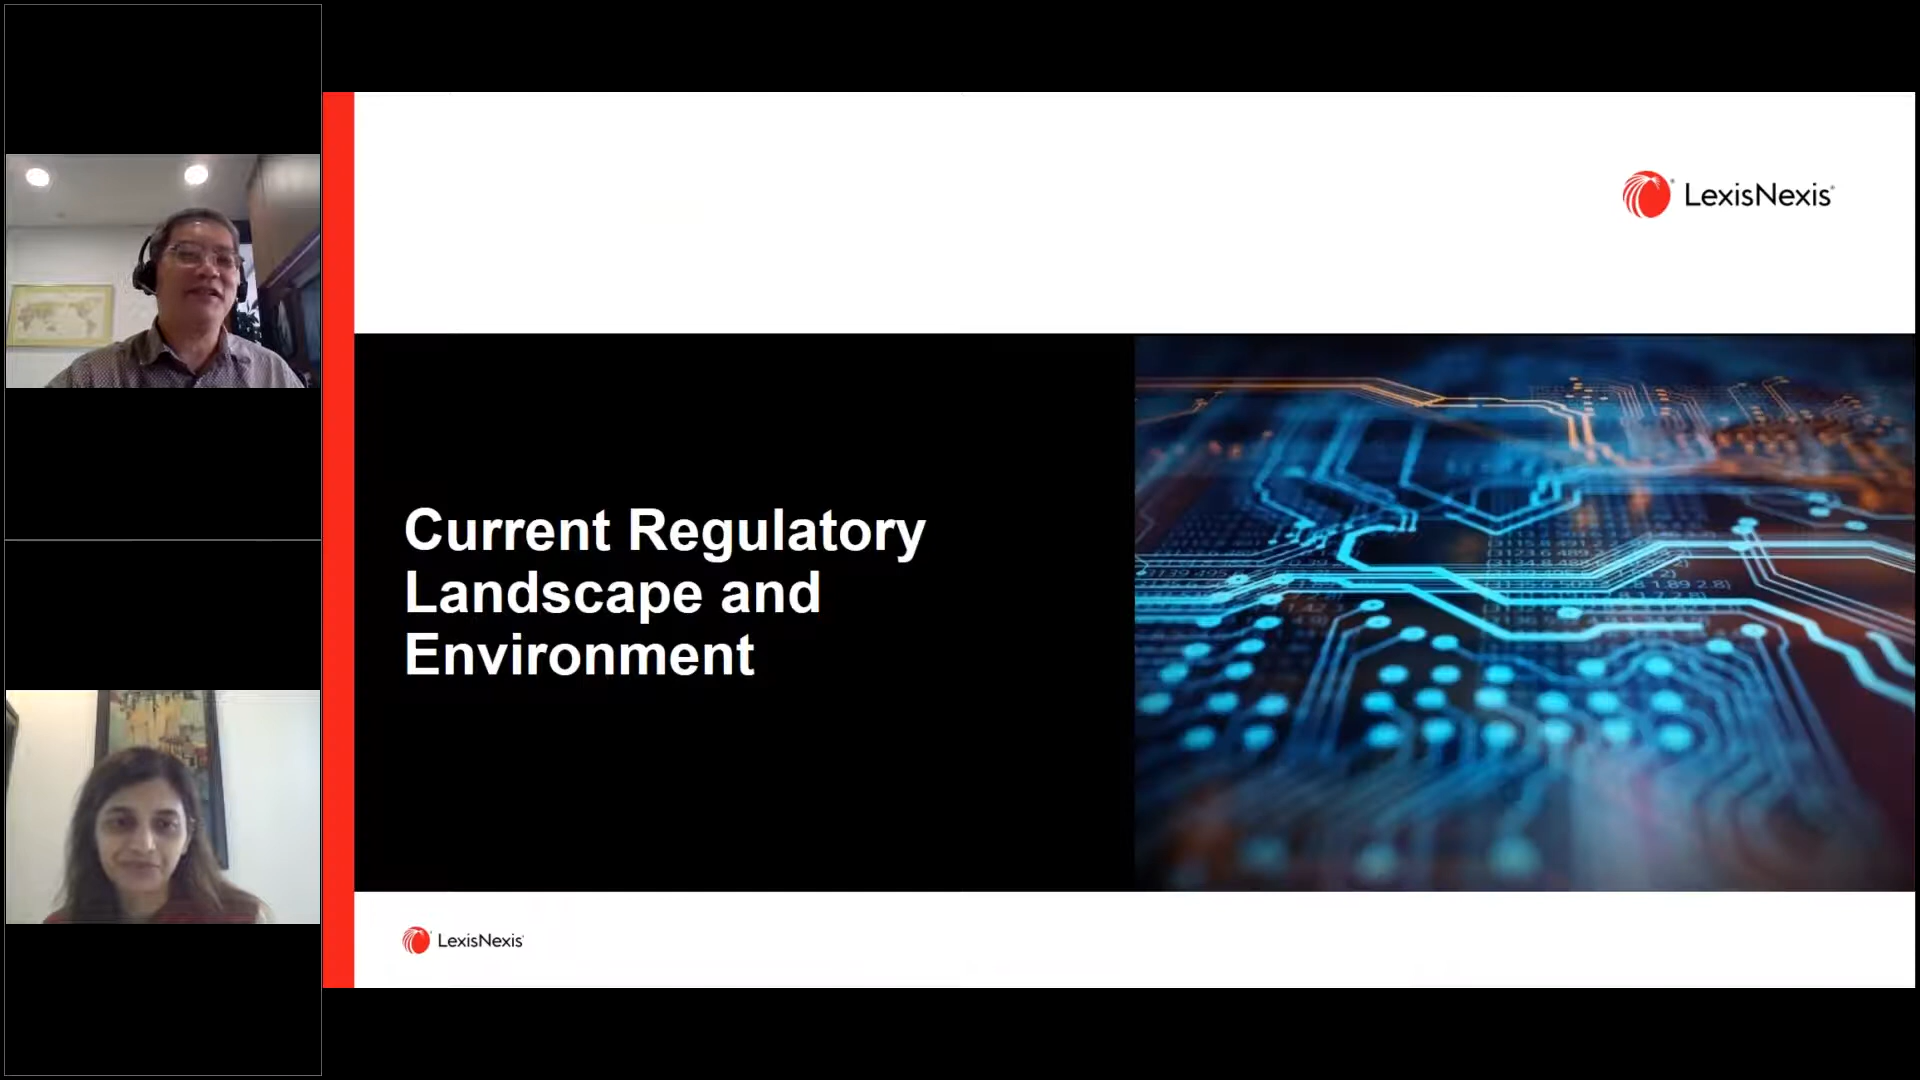 LexisNexis
Current Regulatory
Landscape and
Environment
LexisNexis